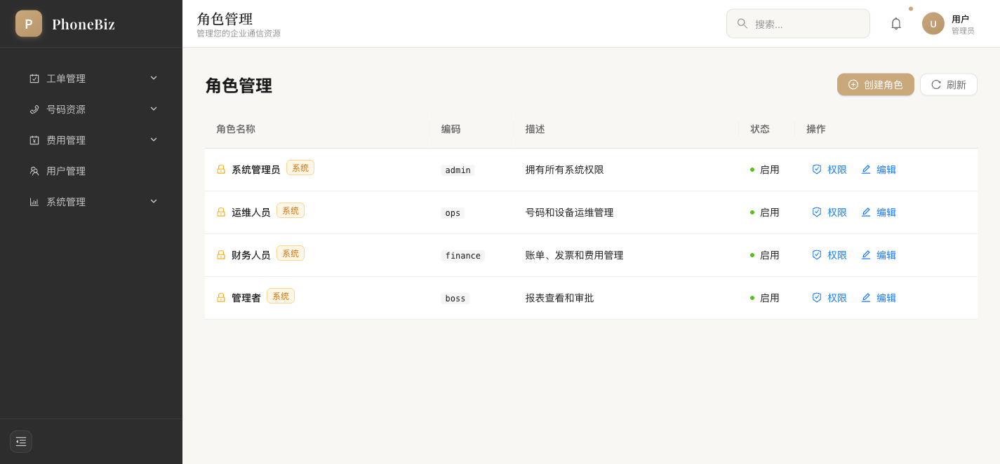 P PhoneBiz
工单管理
号码资源
费用管理
用户管理
系统管理
角色管理
管理您的企业通信资源
搜索...
U
用户
管理员
角色管理
创建角色 刷新
角色名称 编码 描述 状态 操作
系统管理员 系统 admin 拥有所有系统权限 启用 权限 编辑
运维人员 系统 ops 号码和设备运维管理 启用 权限 编辑
财务人员 系统 finance 账单、发票和费用管理 启用 权限 编辑
管理者 系统 boss 报表查看和审批 启用 权限 编辑